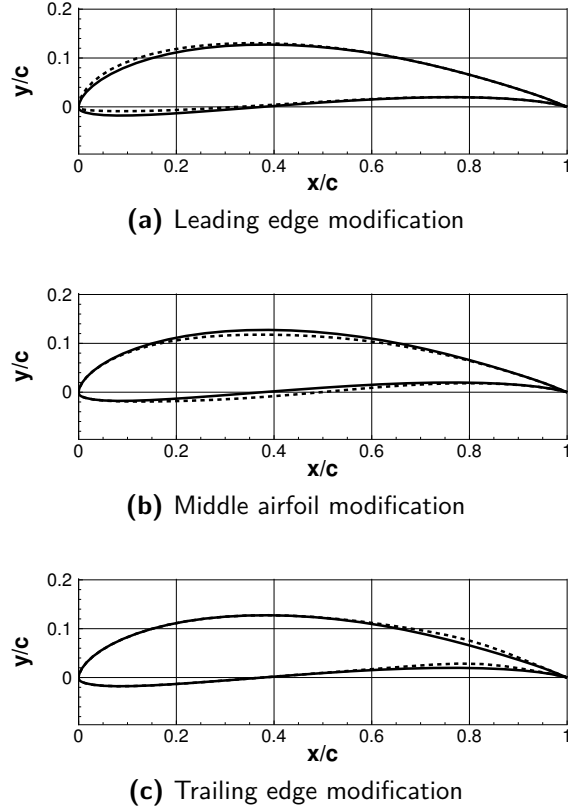 0.2
0.1
0
y/c
0 0.2 0.4 0.6 0.8 1
x/c
(a) Leading edge modification
0.2
0.1
0
y/c
0 0.2 0.4 0.6 0.8 1
x/c
(b) Middle airfoil modification
0.2
0.1
0
y/c
0 0.2 0.4 0.6 0.8 1
x/c
(c) Trailing edge modification